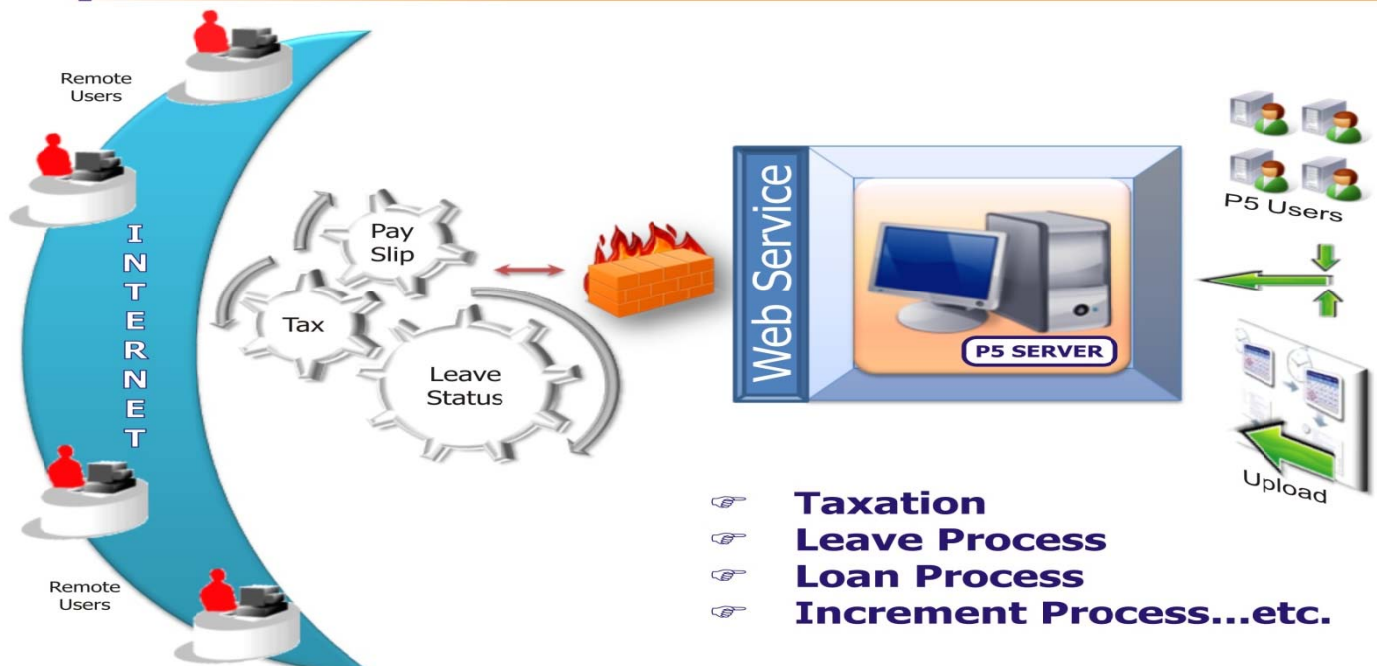 Remote
Users
INTERNET
Remote
Users
Pay
Slip
Tax
Leave
Status
Web Service
P5 SERVER
P5 Users
Upload
Taxation
Leave Process
Loan Process
Increment Process...etc.